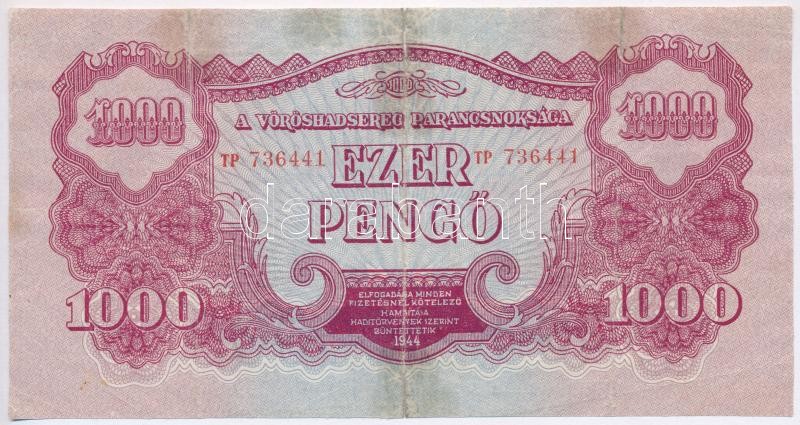 1000 1000
A VÖRÖSHADSEREG PARANCSNOKSÁGA
TP 736441 TP 736441
EZER
PENGŐ
darabanth
1000 1000
ELFOGADÁSA MINDEN
FIZETÉSNÉL KÖTELEZŐ
HAMISÍTÁSA
HADITÖRVÉNYEK SZERINT
BÜNTETTETIK
1944